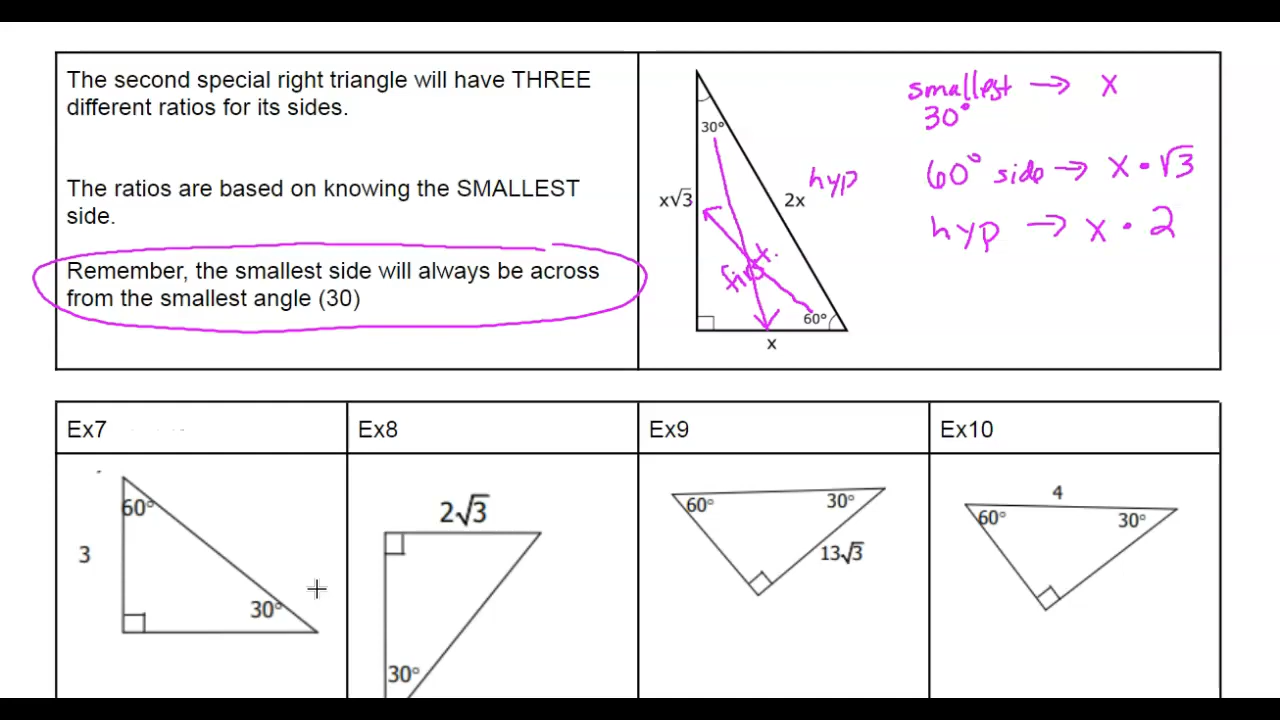 The second special right triangle will have THREE
different ratios for its sides.
The ratios are based on knowing the SMALLEST
side.
Remember, the smallest side will always be across
from the smallest angle (30)
30°
x√3
2x
hyp
first.
60°
x
smallest → x
30°
60° side → x • √3
hyp → x • 2
Ex7
Ex8
Ex9
Ex10
60°
3
30°
2√3
30°
60°
30°
13√3
4
60°
30°